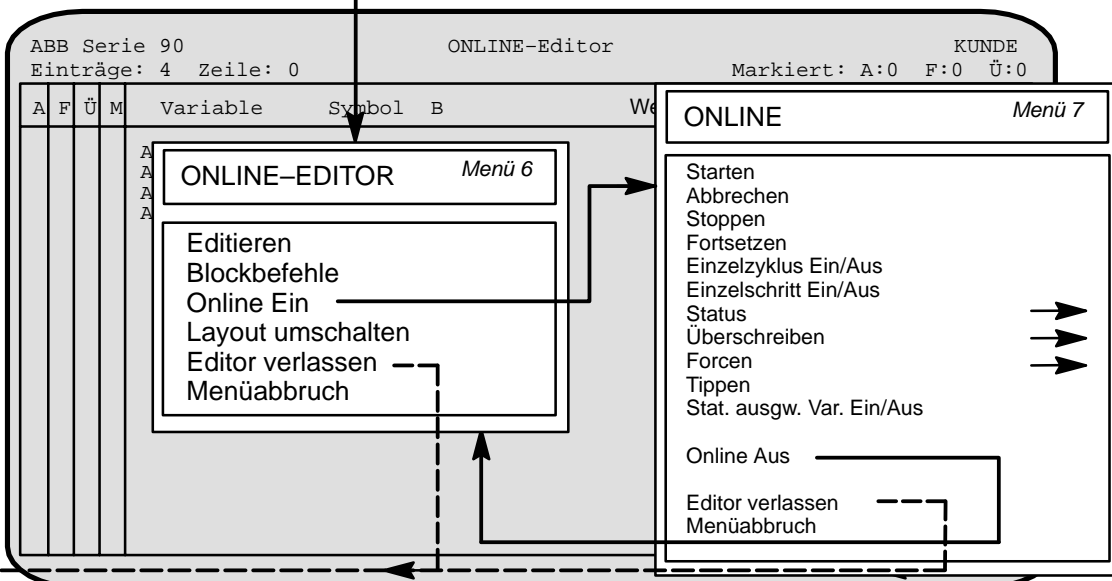 ABB Serie 90 ONLINE-Editor KUNDE
Einträge: 4 Zeile: 0 Markiert: A:0 F:0 Ü:0
A F Ü M Variable Symbol B
ONLINE–EDITOR Menü 6
A
A
A
A
Editieren
Blockbefehle
Online Ein
Layout umschalten
Editor verlassen
Menüabbruch
ONLINE Menü 7
Starten
Abbrechen
Stoppen
Fortsetzen
Einzelzyklus Ein/Aus
Einzelschritt Ein/Aus
Status
Überschreiben
Forcen
Tippen
Stat. ausgw. Var. Ein/Aus
Online Aus
Editor verlassen
Menüabbruch